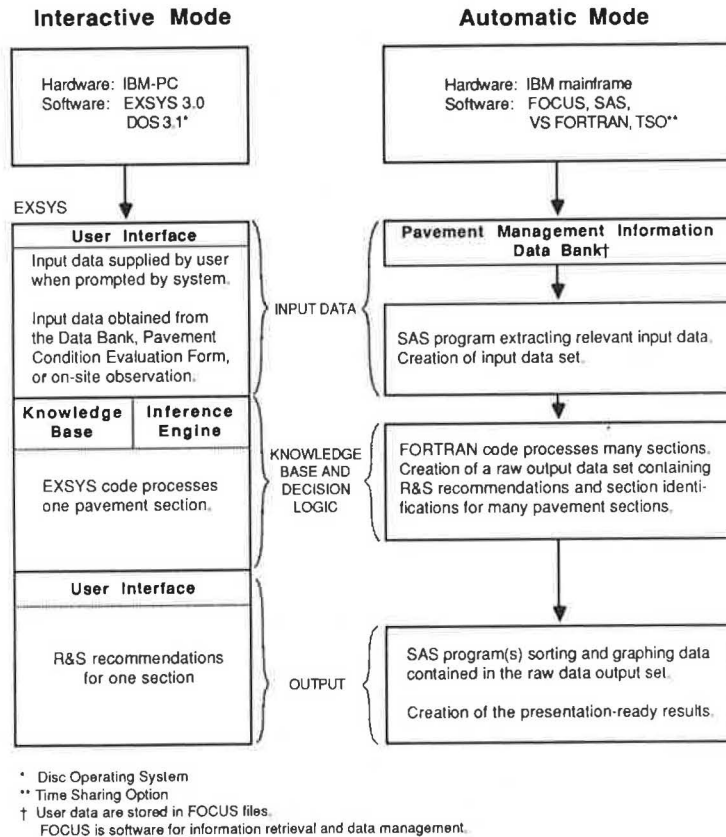 Interactive Mode
Hardware: IBM-PC
Software: EXSYS 3.0
DOS 3.1*
EXSYS
User Interface
Input data supplied by user
when prompted by system.
Input data obtained from
the Data Bank, Pavement
Condition Evaluation Form,
or on-site observation.
Knowledge
Base
Inference
Engine
EXSYS code processes
one pavement section.
User Interface
R&S recommendations
for one section
INPUT DATA
KNOWLEDGE
BASE AND
DECISION
LOGIC
OUTPUT
Automatic Mode
Hardware: IBM mainframe
Software: FOCUS, SAS,
VS FORTRAN, TSO**
Pavement Management Information
Data Bank†
SAS program extracting relevant input data.
Creation of input data set.
FORTRAN code processes many sections.
Creation of a raw output data set containing
R&S recommendations and section identi-
fications for many pavement sections.
SAS program(s) sorting and graphing data
contained in the raw data output set.
Creation of the presentation-ready results.
* Disc Operating System
** Time Sharing Option
† User data are stored in FOCUS files.
FOCUS is software for information retrieval and data management.